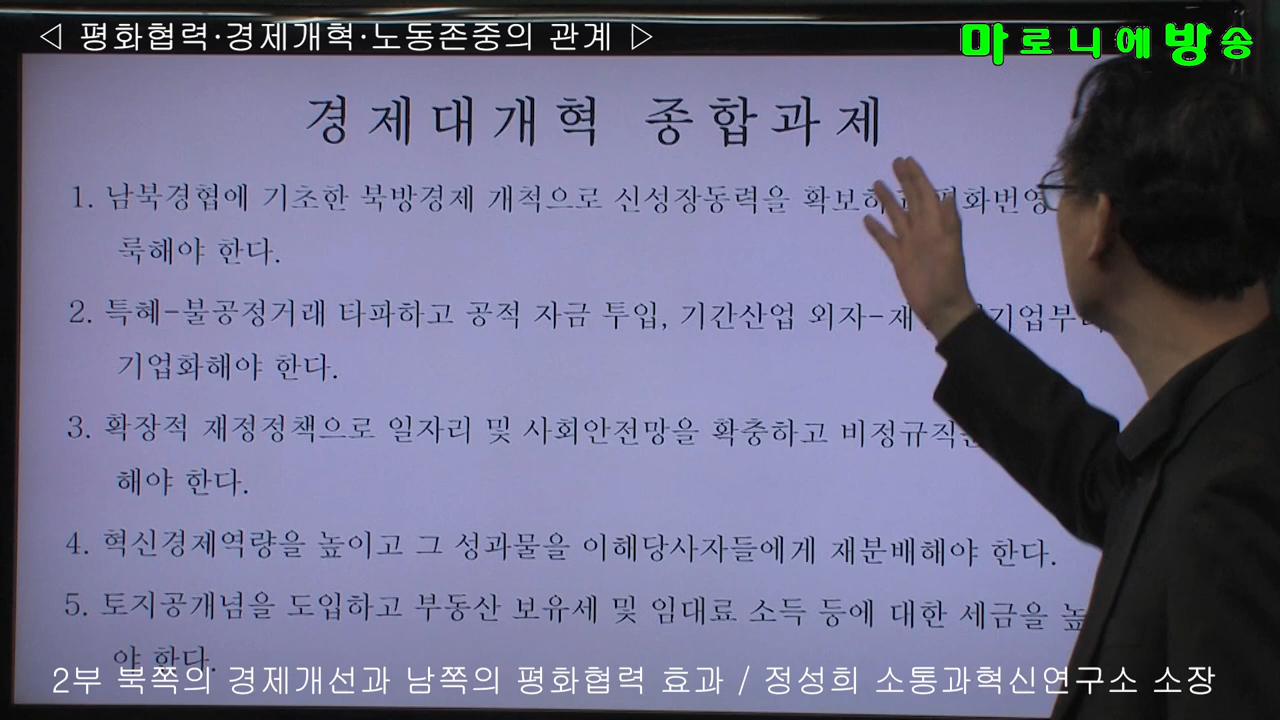 ◁ 평화협력·경제개혁·노동존중의 관계 ▷
마로니에방송
경제대개혁 종합과제
1. 남북경협에 기초한 북방경제 개척으로 신성장동력을
룩해야 한다.
2. 특혜-불공정거래 타파하고 공적 자금 투입, 기간산업 외자-재
기업화해야 한다.
3. 확장적 재정정책으로 일자리 및 사회안전망을 확충하고 비정규직
해야 한다.
4. 혁신경제역량을 높이고 그 성과물을 이해당사자들에게 재분배해야 한다.
5. 토지공개념을 도입하고 부동산 보유세 및 임대료 소득 등에 대한 세금을
야 한다.
2부 북쪽의 경제개선과 남쪽의 평화협력 효과 / 정성희 소통과혁신연구소 소장